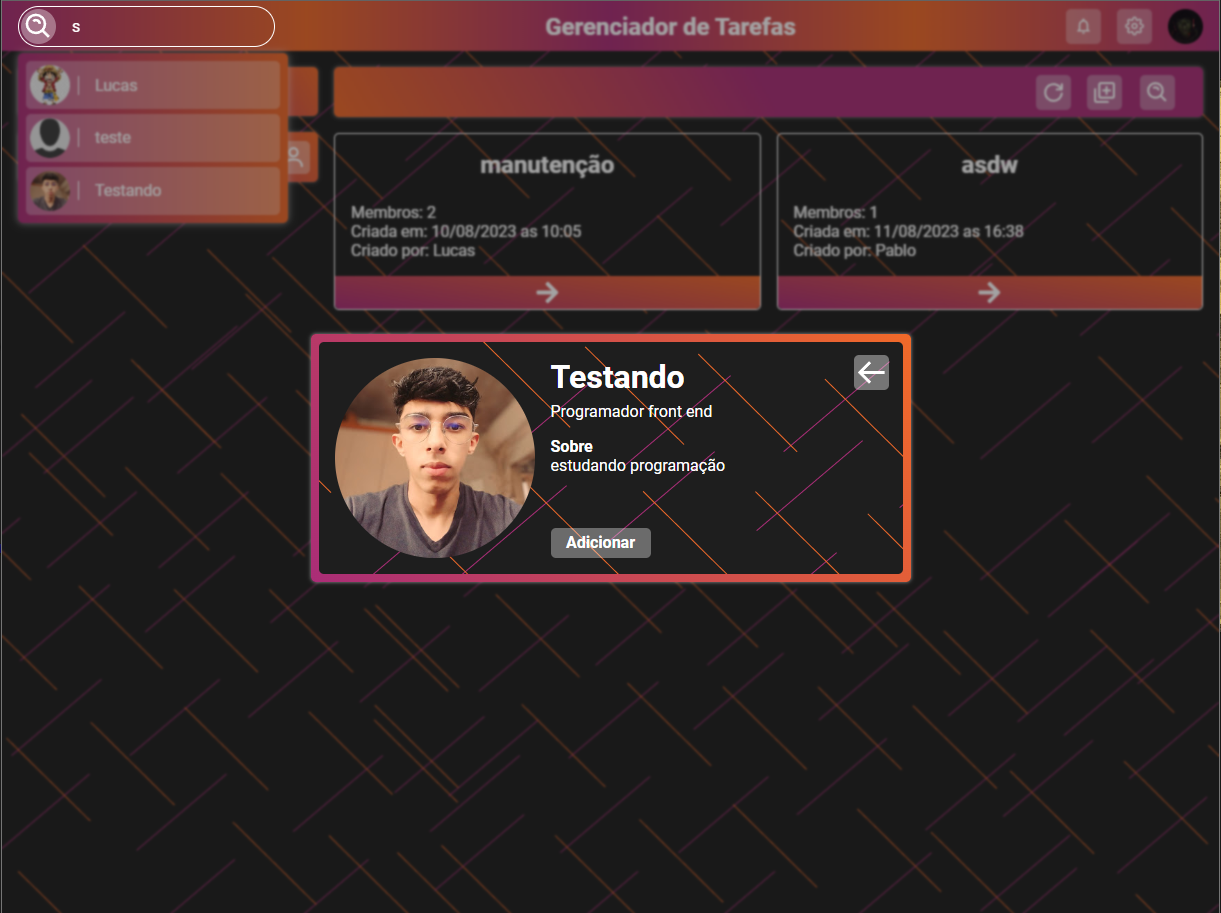 s
Gerenciador de Tarefas
Lucas
teste
Testando
manutenção
Membros: 2
Criada em: 10/08/2023 as 10:05
Criado por: Lucas
asdw
Membros: 1
Criada em: 11/08/2023 as 16:38
Criado por: Pablo
Testando
Programador front end
Sobre
estudando programação
Adicionar